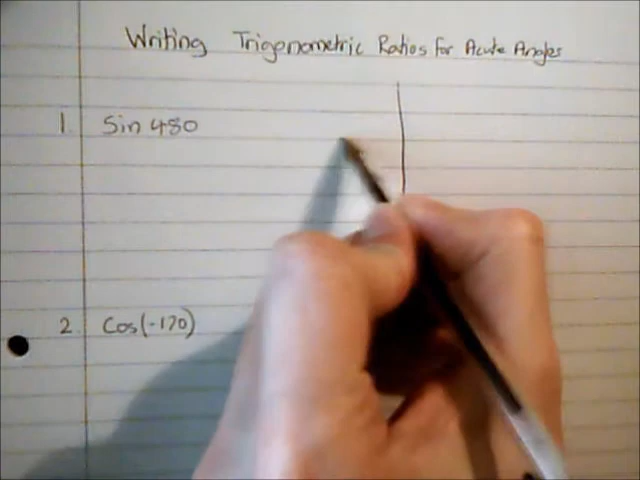 Writing Trigonometric Ratios for Acute Angles
1. Sin 480
2. Cos(-170)